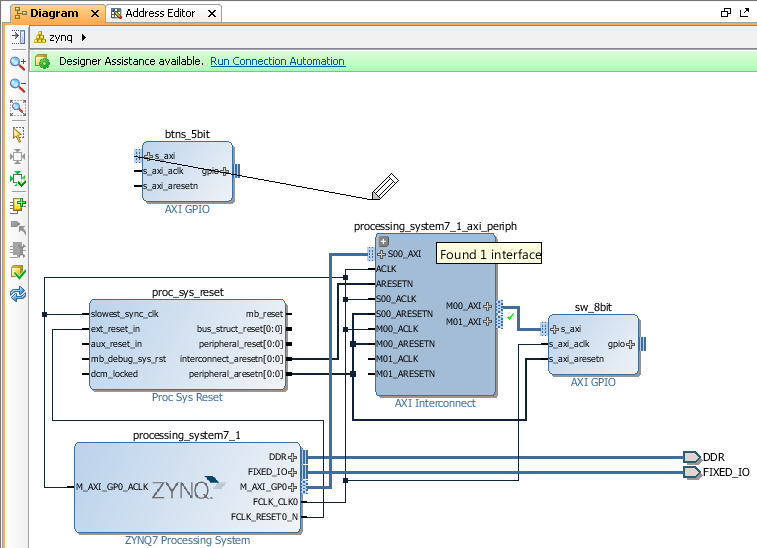 Diagram
Address Editor
zynq
Designer Assistance available. Run Connection Automation
btns_5bit
s_axi
s_axi_aclk
s_axi_aresetn
gpio
AXI GPIO
processing_system7_1_axi_periph
Found 1 interface
S00_AXI
ACLK
ARESETN
S00_ACLK
S00_ARESETN
M00_ACLK
M00_ARESETN
M01_ACLK
M01_ARESETN
M00_AXI
M01_AXI
AXI Interconnect
sw_8bit
s_axi
s_axi_aclk
s_axi_aresetn
gpio
AXI GPIO
proc_sys_reset
slowest_sync_clk
ext_reset_in
aux_reset_in
mb_debug_sys_rst
dcm_locked
mb_reset
bus_struct_reset[0:0]
peripheral_reset[0:0]
interconnect_aresetn[0:0]
peripheral_aresetn[0:0]
Proc Sys Reset
processing_system7_1
M_AXI_GP0_ACLK
ZYNQ
DDR
FIXED_IO
M_AXI_GP0
FCLK_CLK0
FCLK_RESET0_N
ZYNQ7 Processing System
DDR
FIXED_IO